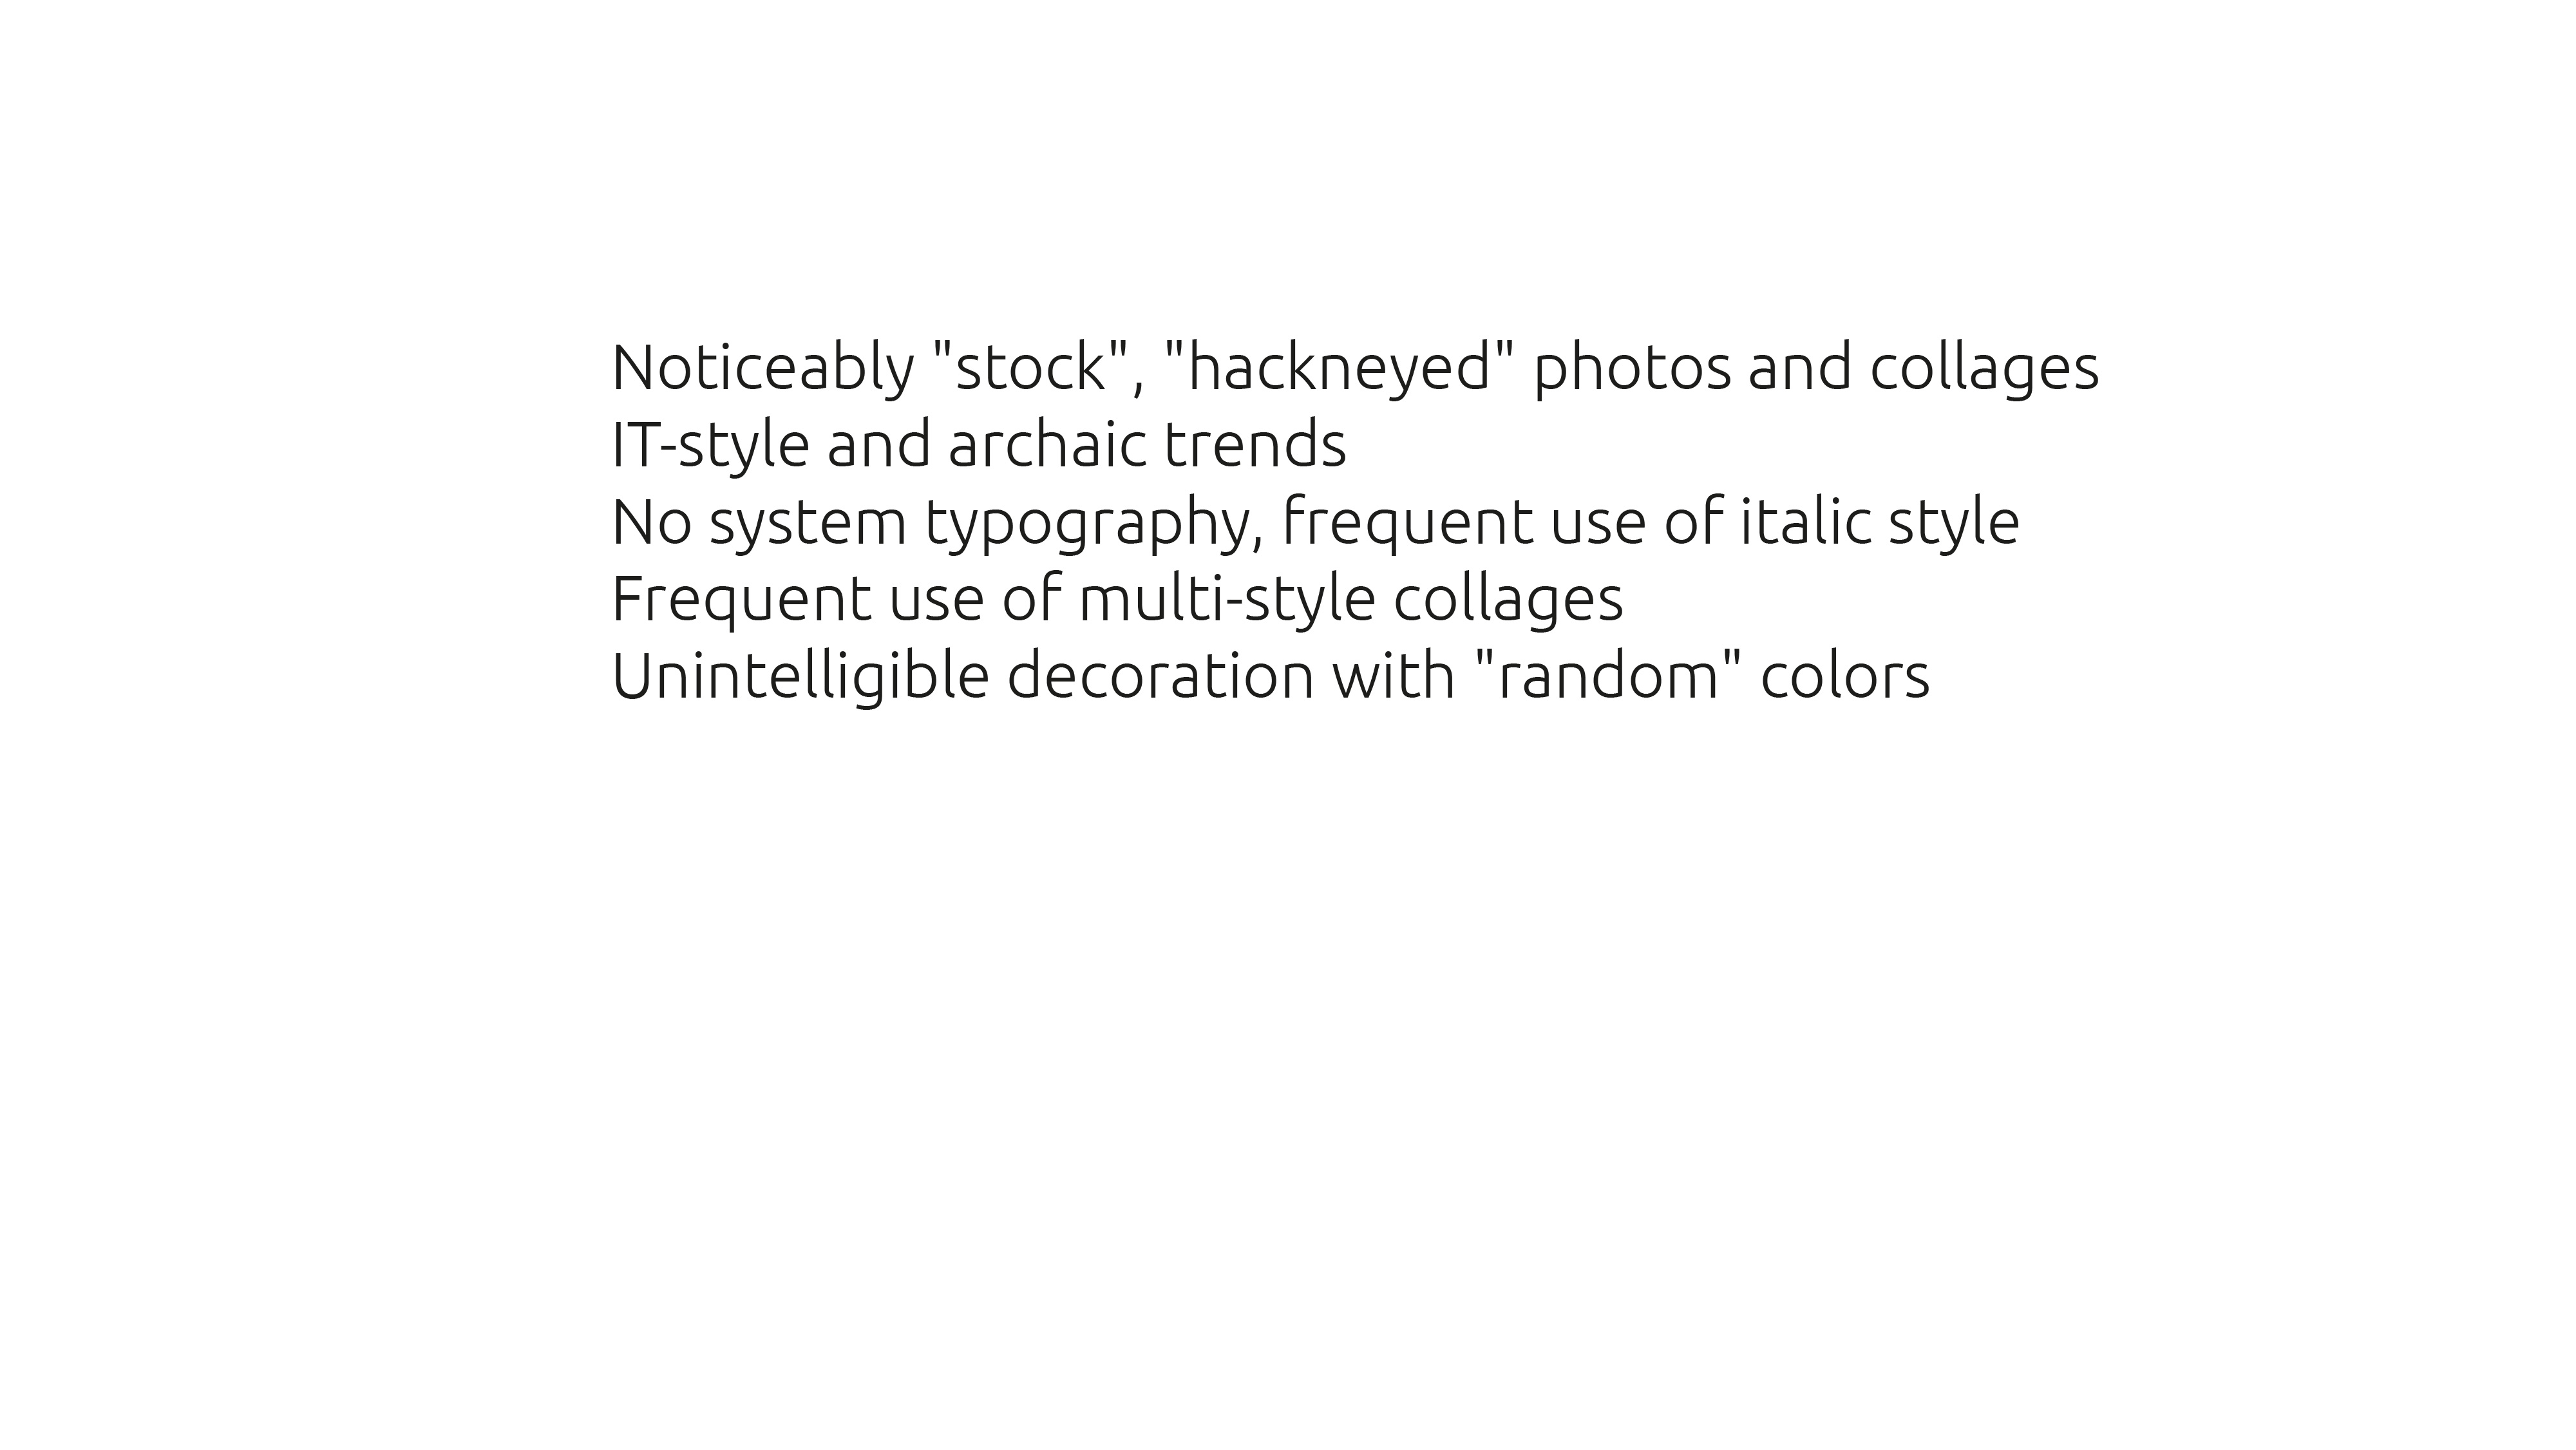 Noticeably "stock", "hackneyed" photos and collages
IT-style and archaic trends
No system typography, frequent use of italic style
Frequent use of multi-style collages
Unintelligible decoration with "random" colors